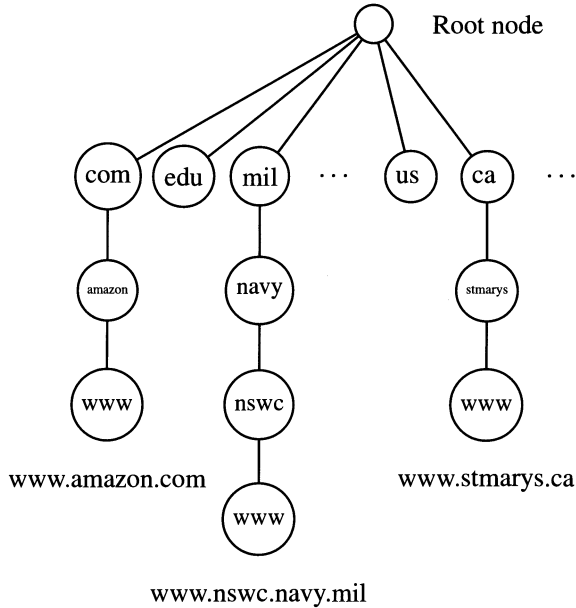 Root node
com edu mil ... us ca ...
amazon navy stmarys
www nswc www
www.amazon.com www.stmarys.ca
www
www.nswc.navy.mil